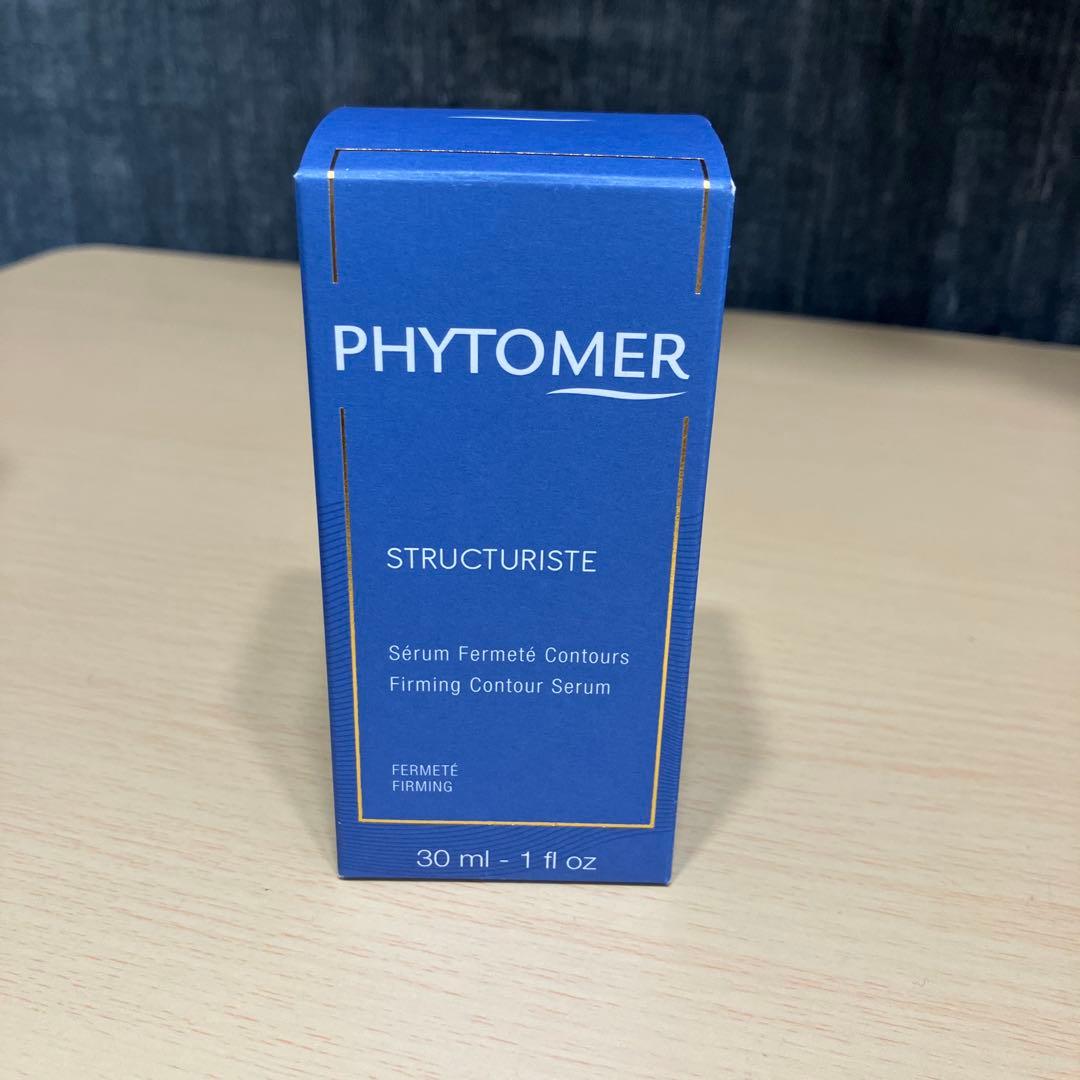 PHYTOMER
STRUCTURISTE
Sérum Fermeté Contours
Firming Contour Serum
FERMETÉ
FIRMING
30 ml - 1 fl oz